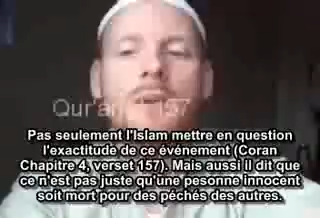 Qur'an 4:157
Pas seulement l'Islam mettre en question
l'exactitude de ce événement (Coran
Chapitre 4, verset 157). Mais aussi il dit que
ce n'est pas juste qu'une pesonne innocent
soit mort pour des péchés des autres.